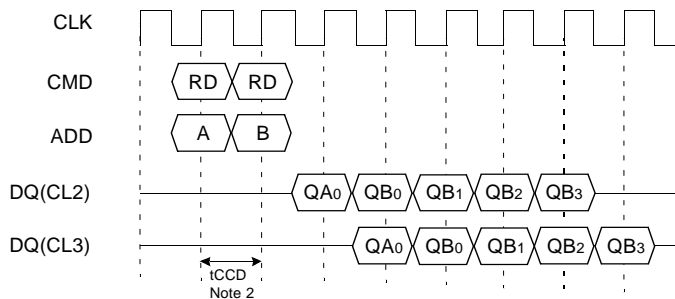 CLK
CMD RD RD
ADD A B
DQ(CL2) QA0 QB0 QB1 QB2 QB3
DQ(CL3) QA0 QB0 QB1 QB2 QB3
tCCD
Note 2